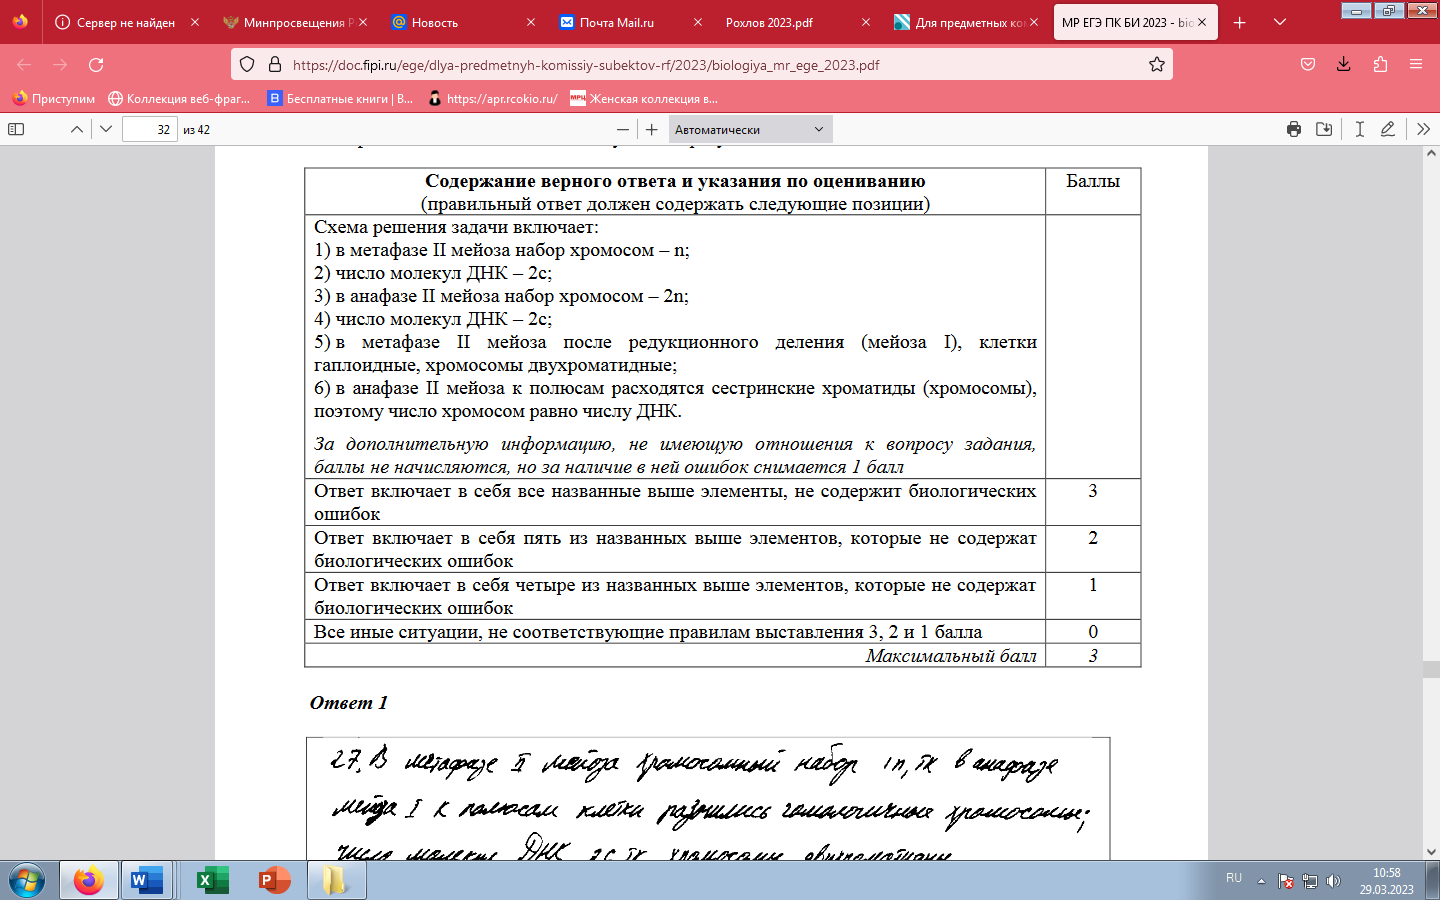 Сервер не найден
Минпросвещения Р
Новость
Почта Mail.ru
Рохлов 2023.pdf
Для предметных ко
МР ЕГЭ ПК БИ 2023 - bio
https://doc.fipi.ru/ege/dlya-predmetnyh-komissiy-subektov-rf/2023/biologiya_mr_ege_2023.pdf
Приступим
Коллекция веб-фраг...
Бесплатные книги | В...
https://apr.rcokio.ru/
Женская коллекция в...
32 из 42
Автоматически
Содержание верного ответа и указания по оцениванию
(правильный ответ должен содержать следующие позиции)
Баллы
Схема решения задачи включает:
1) в метафазе II мейоза набор хромосом – n;
2) число молекул ДНК – 2c;
3) в анафазе II мейоза набор хромосом – 2n;
4) число молекул ДНК – 2c;
5) в метафазе II мейоза после редукционного деления (мейоза I), клетки
гаплоидные, хромосомы двухроматидные;
6) в анафазе II мейоза к полюсам расходятся сестринские хроматиды (хромосомы),
поэтому число хромосом равно числу ДНК.
За дополнительную информацию, не имеющую отношения к вопросу задания,
баллы не начисляются, но за наличие в ней ошибок снимается 1 балл
Ответ включает в себя все названные выше элементы, не содержит биологических
ошибок
3
Ответ включает в себя пять из названных выше элементов, которые не содержат
биологических ошибок
2
Ответ включает в себя четыре из названных выше элементов, которые не содержат
биологических ошибок
1
Все иные ситуации, не соответствующие правилам выставления 3, 2 и 1 балла
0
Максимальный балл
3
Ответ 1
27. В метафазе II мейоза хромосомный набор 1n, тк в анафазе
мейоза I к полюсам клетки разошлись гомологичные хромосомы;
число молекул ДНК 2с тк хромосомы
RU
10:58
29.03.2023